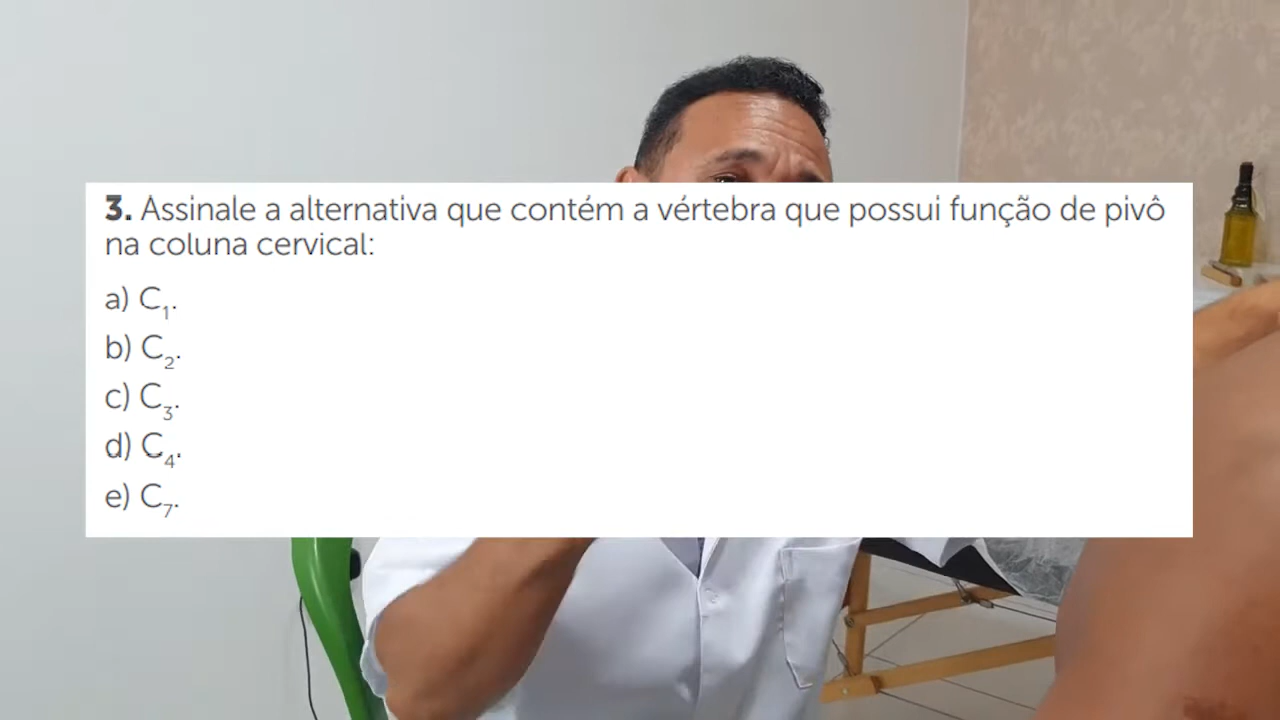 3. Assinale a alternativa que contém a vértebra que possui função de pivô
na coluna cervical:
a) C₁.
b) C₂.
c) C₃.
d) C₄.
e) C₇.